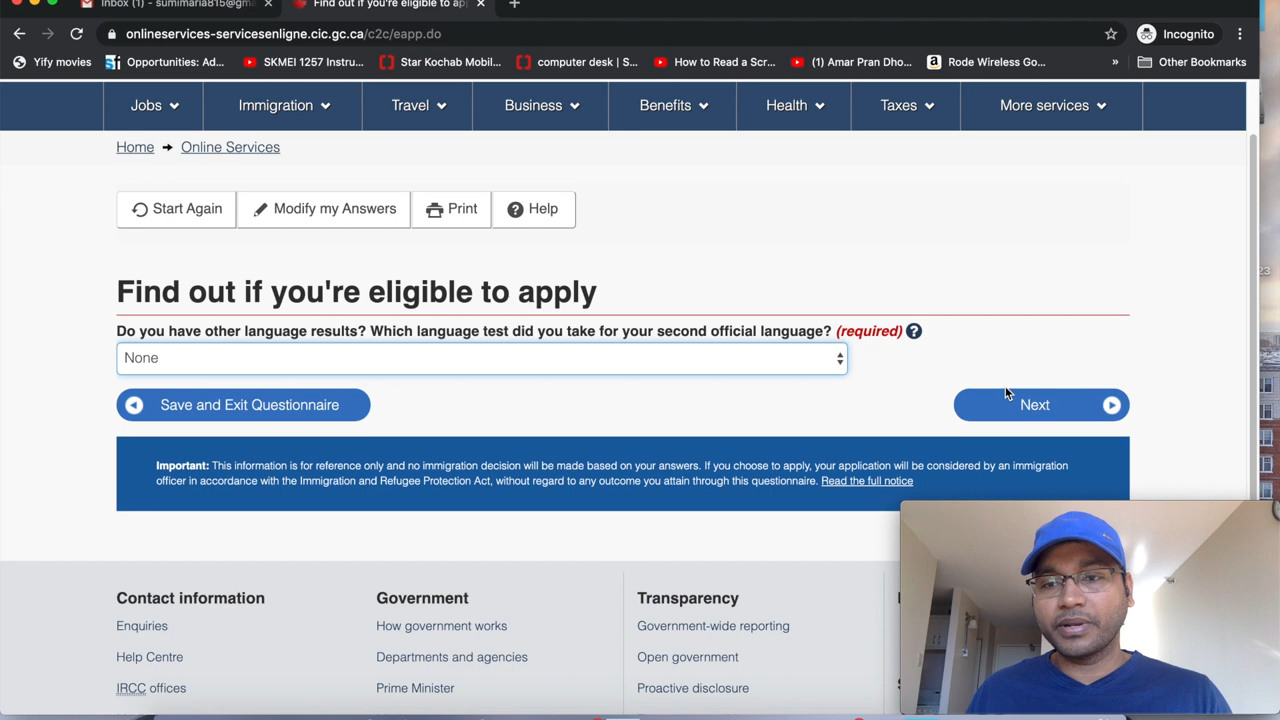 Inbox (1) - sumimaria815@gma
Find out if you're eligible to ap
onlineservices-servicesenligne.cic.gc.ca/c2c/eapp.do
Incognito
Yify movies
Opportunities: Ad...
SKMEI 1257 Instru...
Star Kochab Mobil...
computer desk | S...
How to Read a Scr...
(1) Amar Pran Dho...
Rode Wireless Go...
»
Other Bookmarks
Jobs
Immigration
Travel
Business
Benefits
Health
Taxes
More services
Home
Online Services
Start Again
Modify my Answers
Print
Help
Find out if you're eligible to apply
Do you have other language results? Which language test did you take for your second official language? (required)
None
Save and Exit Questionnaire
Next
Important: This information is for reference only and no immigration decision will be made based on your answers. If you choose to apply, your application will be considered by an immigration
officer in accordance with the Immigration and Refugee Protection Act, without regard to any outcome you attain through this questionnaire. Read the full notice
Contact information
Government
Transparency
Enquiries
How government works
Government-wide reporting
Help Centre
Departments and agencies
Open government
IRCC offices
Prime Minister
Proactive disclosure
23